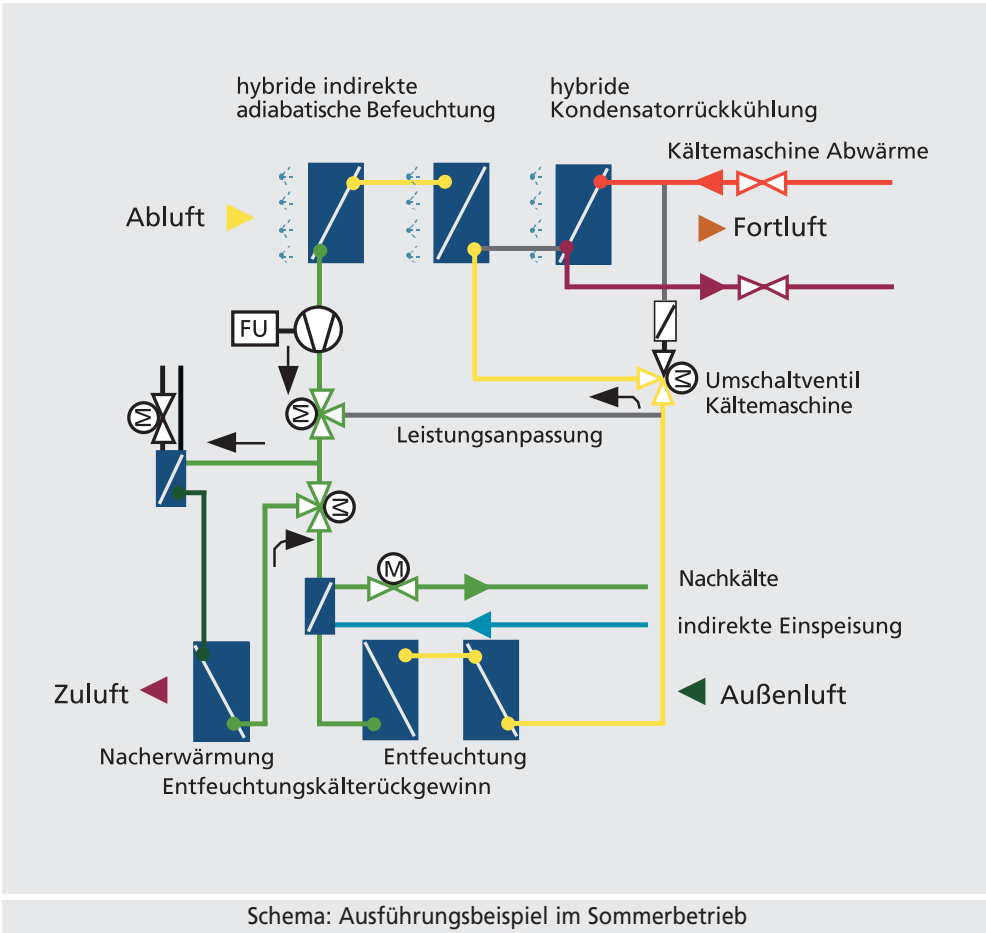 hybride indirekte
adiabatische Befeuchtung
hybride
Kondensatorrückkühlung
Kältemaschine Abwärme
Abluft
Fortluft
FU
M
M
Umschaltventil
Kältemaschine
M
Leistungsanpassung
M
M
Nachkälte
indirekte Einspeisung
Zuluft
Außenluft
Nacherwärmung
Entfeuchtung
Entfeuchtungskälterückgewinn
Schema: Ausführungsbeispiel im Sommerbetrieb